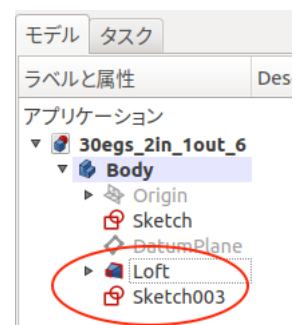 モデル タスク
ラベルと属性 Des
アプリケーション
30egs_2in_1out_6
Body
Origin
Sketch
DatumPlane
Loft
Sketch003